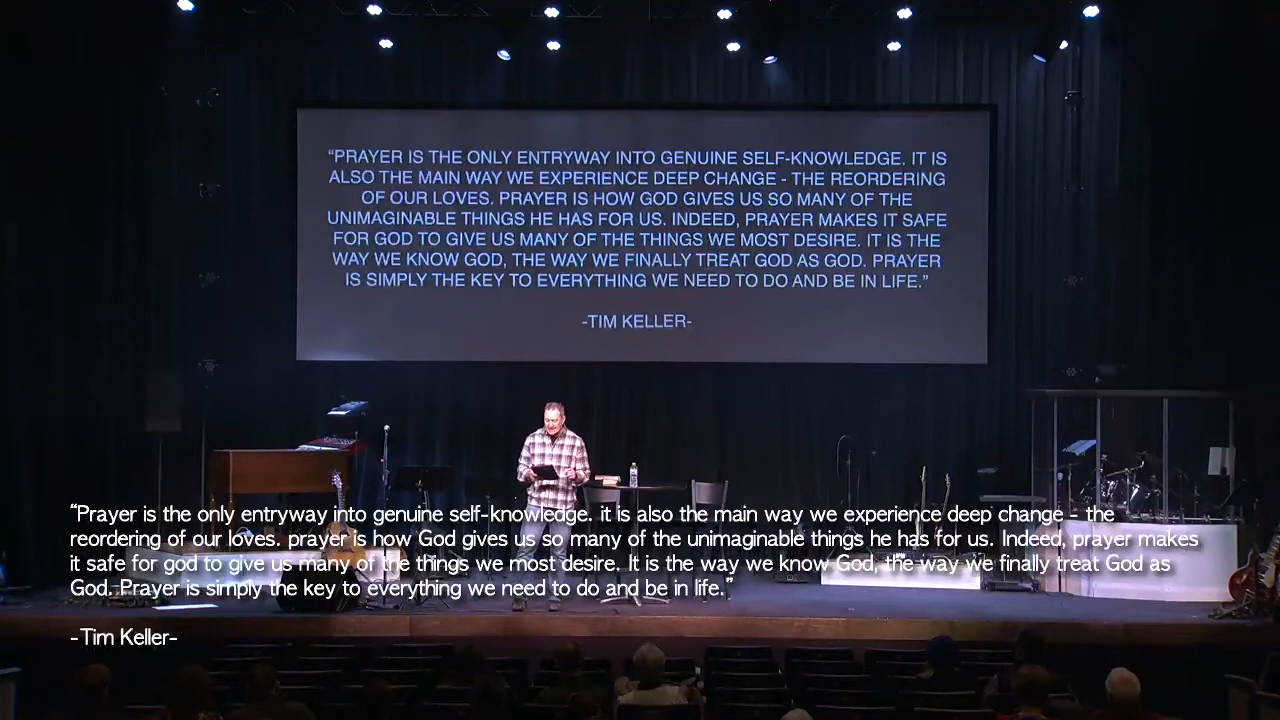 “PRAYER IS THE ONLY ENTRYWAY INTO GENUINE SELF-KNOWLEDGE. IT IS
ALSO THE MAIN WAY WE EXPERIENCE DEEP CHANGE - THE REORDERING
OF OUR LOVES. PRAYER IS HOW GOD GIVES US SO MANY OF THE
UNIMAGINABLE THINGS HE HAS FOR US. INDEED, PRAYER MAKES IT SAFE
FOR GOD TO GIVE US MANY OF THE THINGS WE MOST DESIRE. IT IS THE
WAY WE KNOW GOD, THE WAY WE FINALLY TREAT GOD AS GOD. PRAYER
IS SIMPLY THE KEY TO EVERYTHING WE NEED TO DO AND BE IN LIFE.”
-TIM KELLER-
“Prayer is the only entryway into genuine self-knowledge. it is also the main way we experience deep change - the
reordering of our loves. prayer is how God gives us so many of the unimaginable things he has for us. Indeed, prayer makes
it safe for god to give us many of the things we most desire. It is the way we know God, the way we finally treat God as
God. Prayer is simply the key to everything we need to do and be in life.”
-Tim Keller-